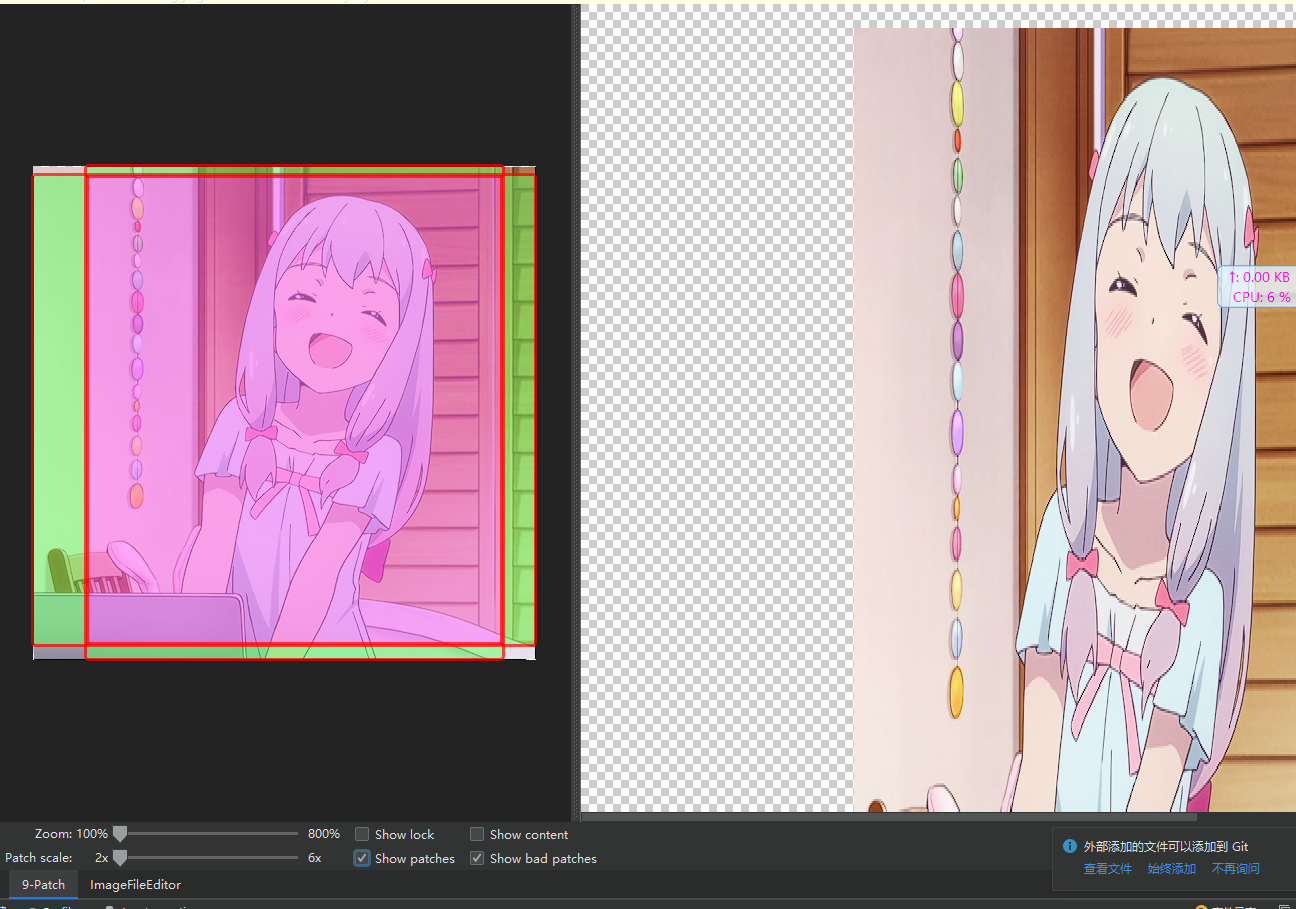 ↑: 0.00 KB
CPU: 6 %
Zoom: 100% 800% Show lock Show content
Patch scale: 2x 6x Show patches Show bad patches
外部添加的文件可以添加到 Git
查看文件 始终添加 不再询问
9-Patch ImageFileEditor